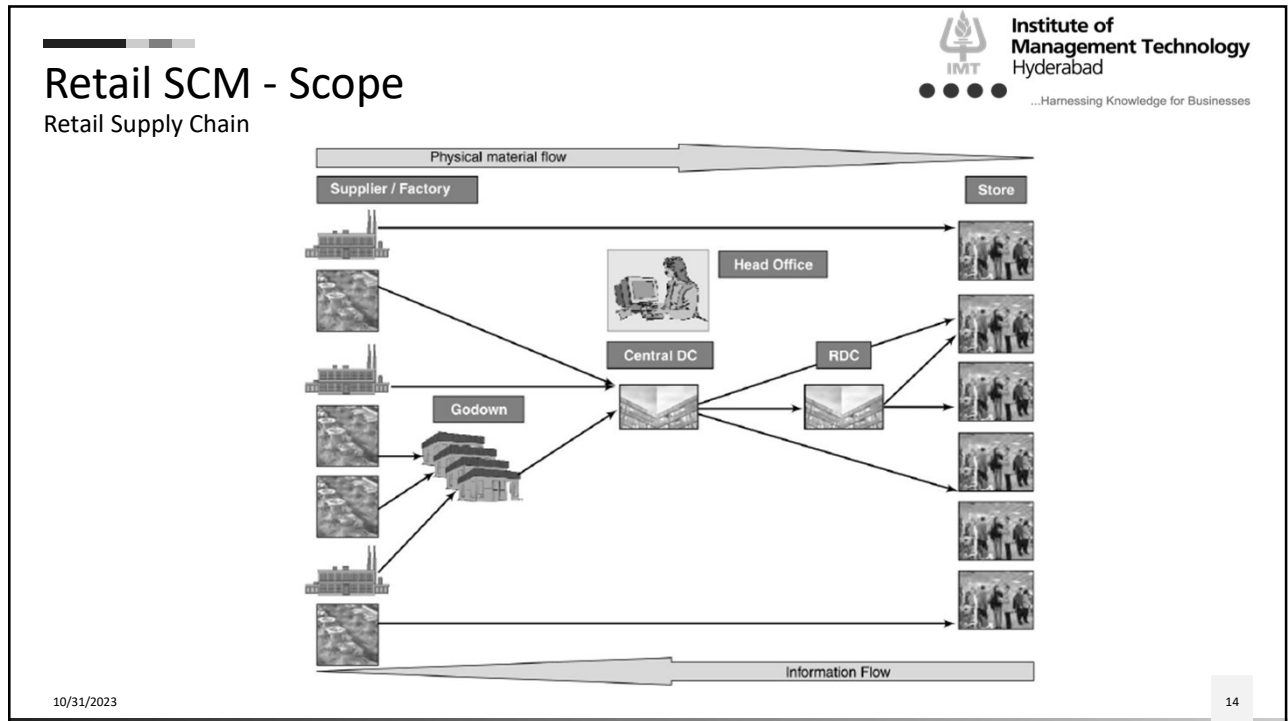 Retail SCM - Scope
Retail Supply Chain
IMT
Institute of
Management Technology
Hyderabad
...Harnessing Knowledge for Businesses
Physical material flow
Supplier / Factory
Store
Head Office
Central DC
RDC
Godown
Information Flow
10/31/2023
14